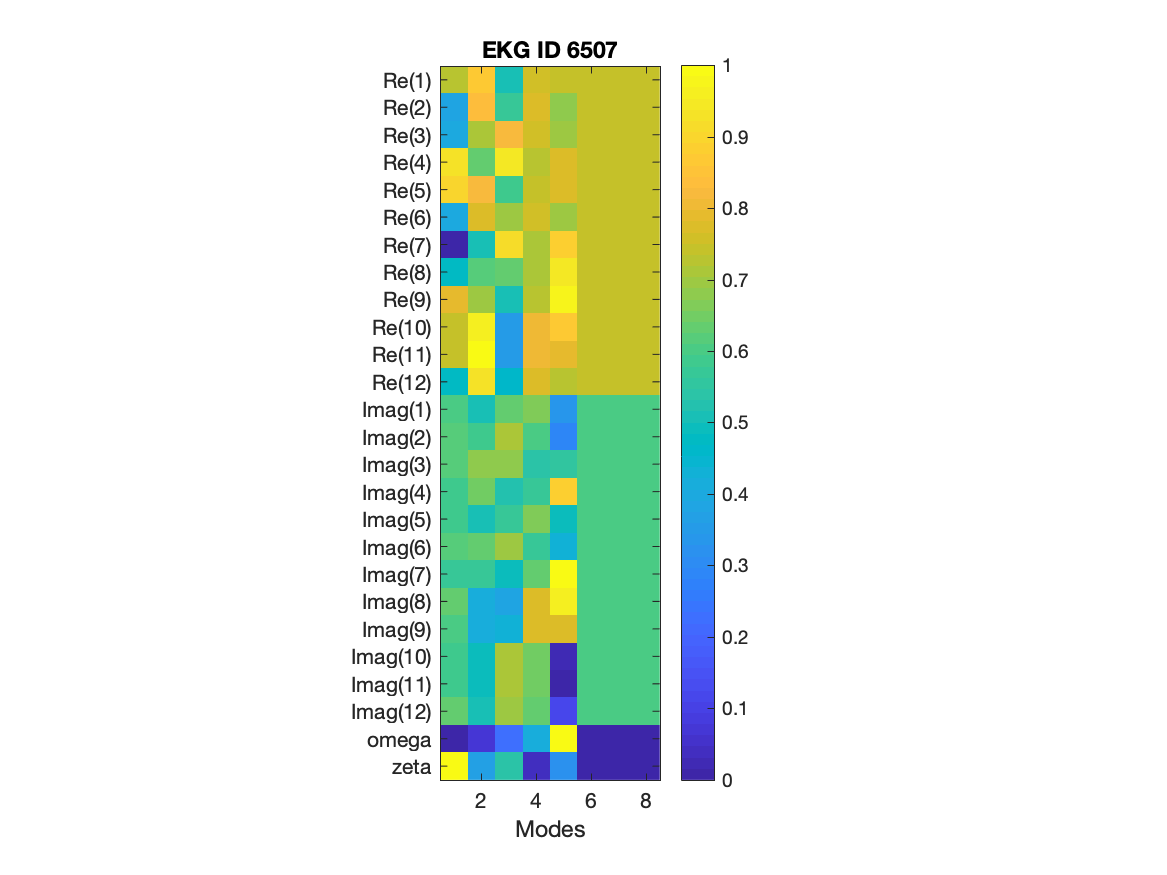 EKG ID 6507
Re(1)
Re(2)
Re(3)
Re(4)
Re(5)
Re(6)
Re(7)
Re(8)
Re(9)
Re(10)
Re(11)
Re(12)
Imag(1)
Imag(2)
Imag(3)
Imag(4)
Imag(5)
Imag(6)
Imag(7)
Imag(8)
Imag(9)
Imag(10)
Imag(11)
Imag(12)
omega
zeta
2 4 6 8
Modes
1
0.9
0.8
0.7
0.6
0.5
0.4
0.3
0.2
0.1
0